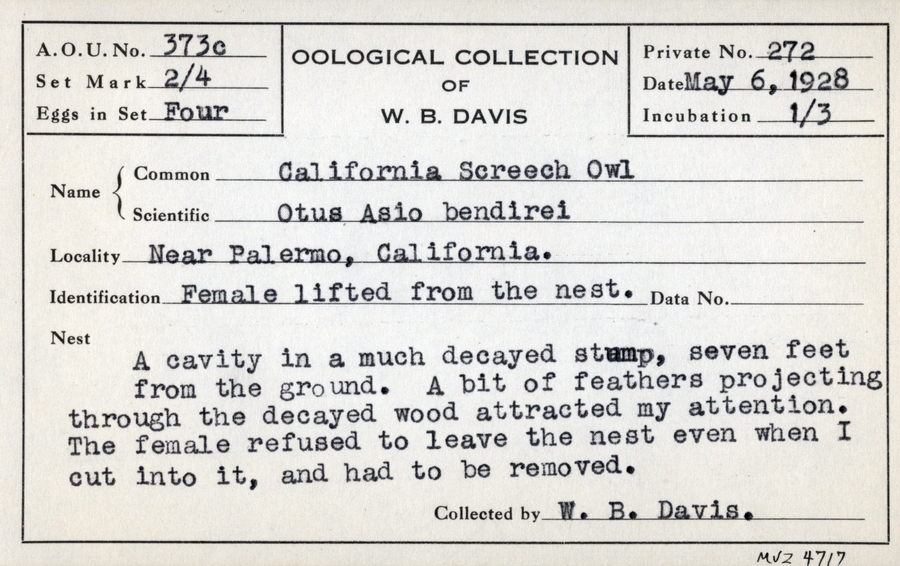 A.O.U. No. 373c
Set Mark 2/4
Eggs in Set Four
OOLOGICAL COLLECTION
OF
W. B. DAVIS
Private No. 272
Date May 6, 1928
Incubation 1/3
Name
Common California Screech Owl
Scientific Otus Asio bendirei
Locality Near Palermo, California.
Identification Female lifted from the nest. Data No.
Nest
A cavity in a much decayed stump, seven feet
from the ground. A bit of feathers projecting
through the decayed wood attracted my attention.
The female refused to leave the nest even when I
cut into it, and had to be removed.
Collected by W. B. Davis.
MVZ 4717